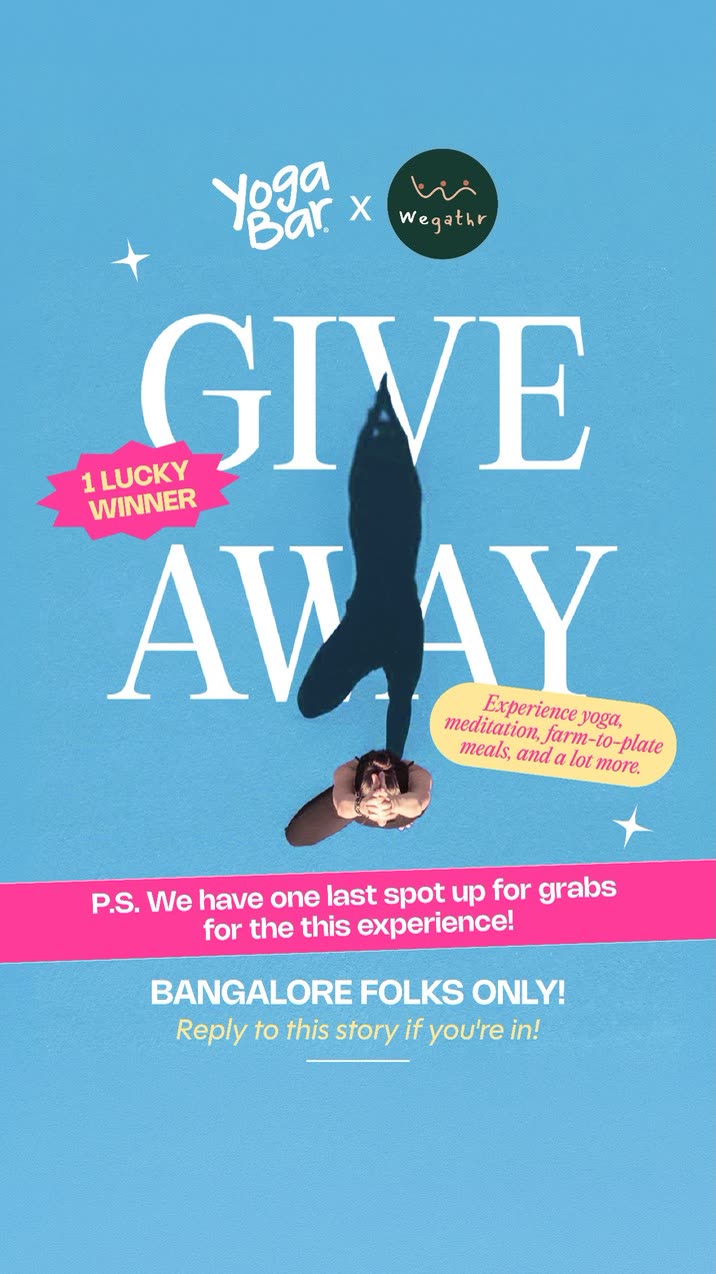 Yoga
Bar
x
Wegathr
GIVE
1 LUCKY
WINNER
AWAY
Experience yoga,
meditation, farm-to-plate
meals, and a lot more.
P.S. We have one last spot up for grabs
for the this experience!
BANGALORE FOLKS ONLY!
Reply to this story if you're in!